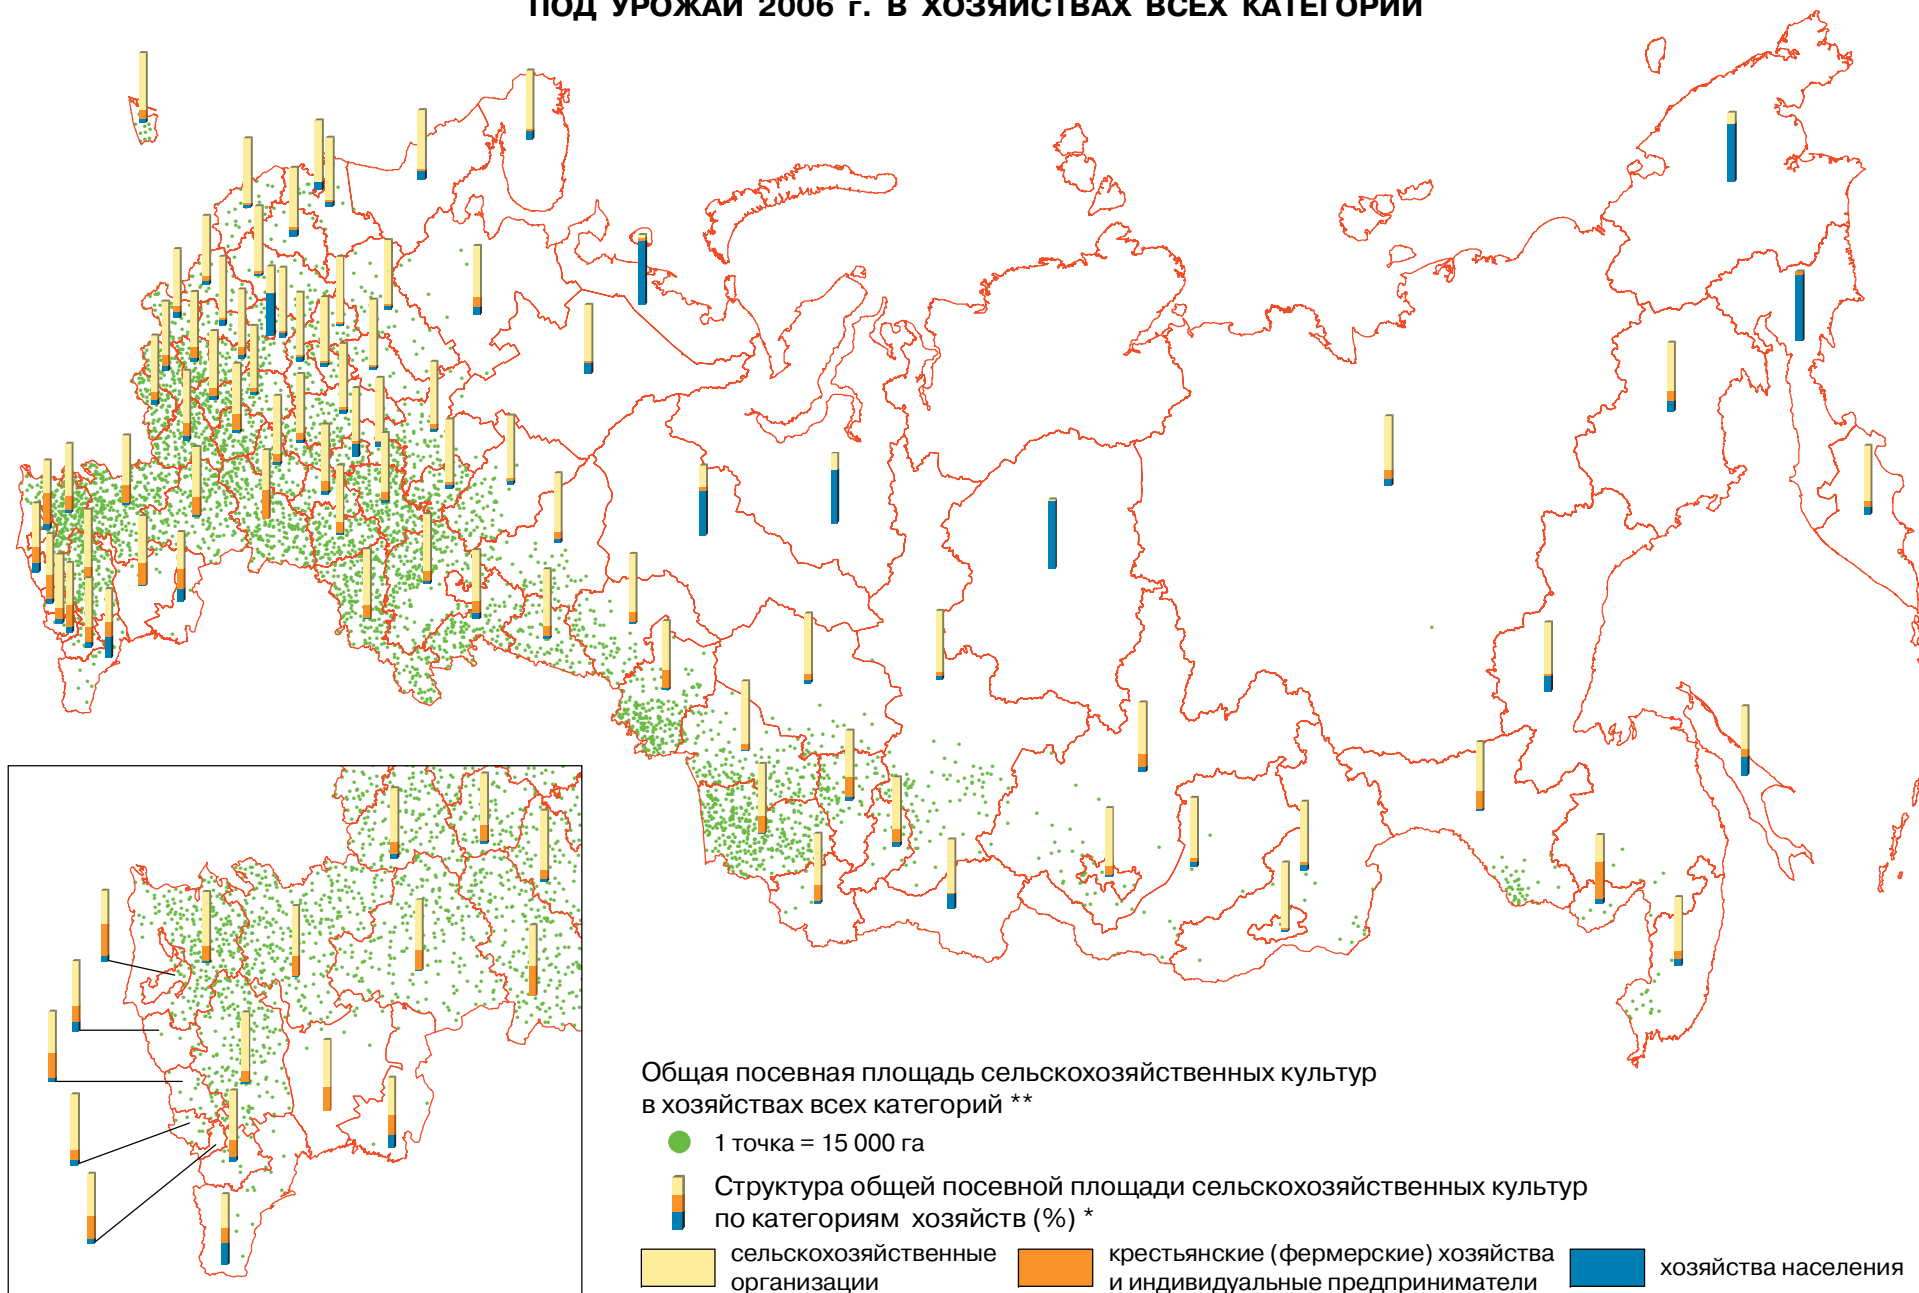 ПОД УРОЖАЙ 2006 г. В ХОЗЯЙСТВАХ ВСЕХ КАТЕГОРИЙ
Общая посевная площадь сельскохозяйственных культур
в хозяйствах всех категорий **
1 точка = 15 000 га
Структура общей посевной площади сельскохозяйственных культур
по категориям хозяйств (%) *
сельскохозяйственные
организации
крестьянские (фермерские) хозяйства
и индивидуальные предприниматели
хозяйства населения